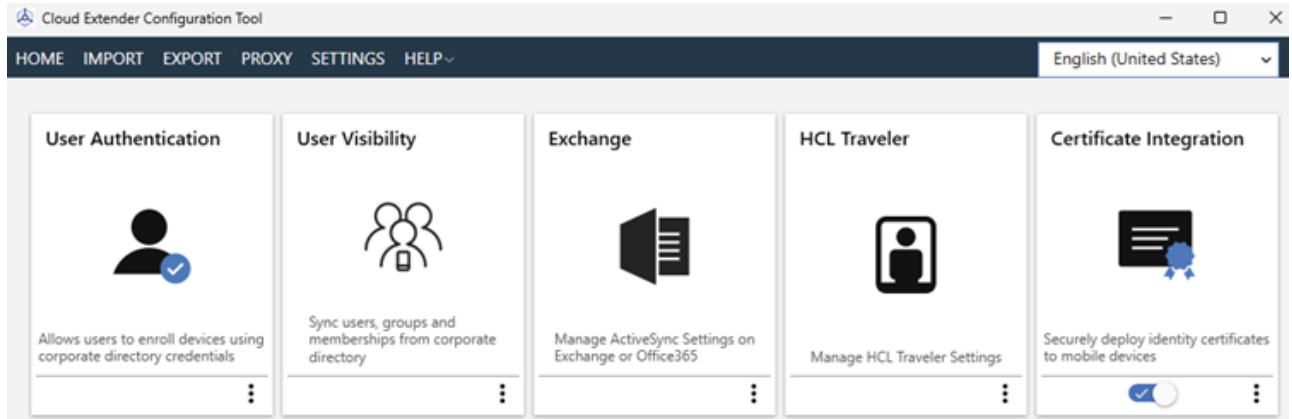 Cloud Extender Configuration Tool
HOME IMPORT EXPORT PROXY SETTINGS HELP
English (United States)
User Authentication
Allows users to enroll devices using
corporate directory credentials
User Visibility
Sync users, groups and
memberships from corporate
directory
Exchange
Manage ActiveSync Settings on
Exchange or Office365
HCL Traveler
Manage HCL Traveler Settings
Certificate Integration
Securely deploy identity certificates
to mobile devices